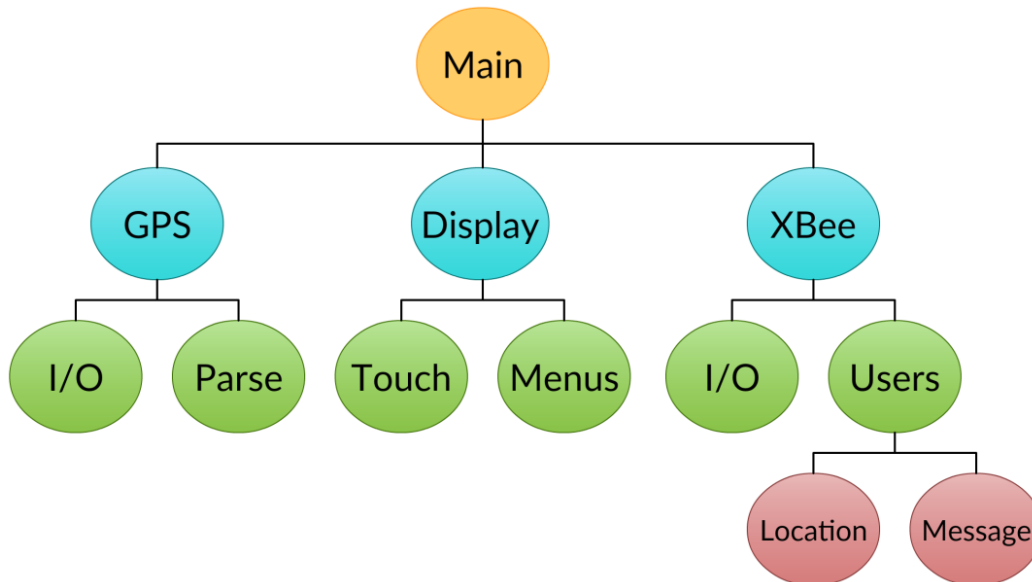 Main
GPS
Display
XBee
I/O
Parse
Touch
Menus
I/O
Users
Location
Message